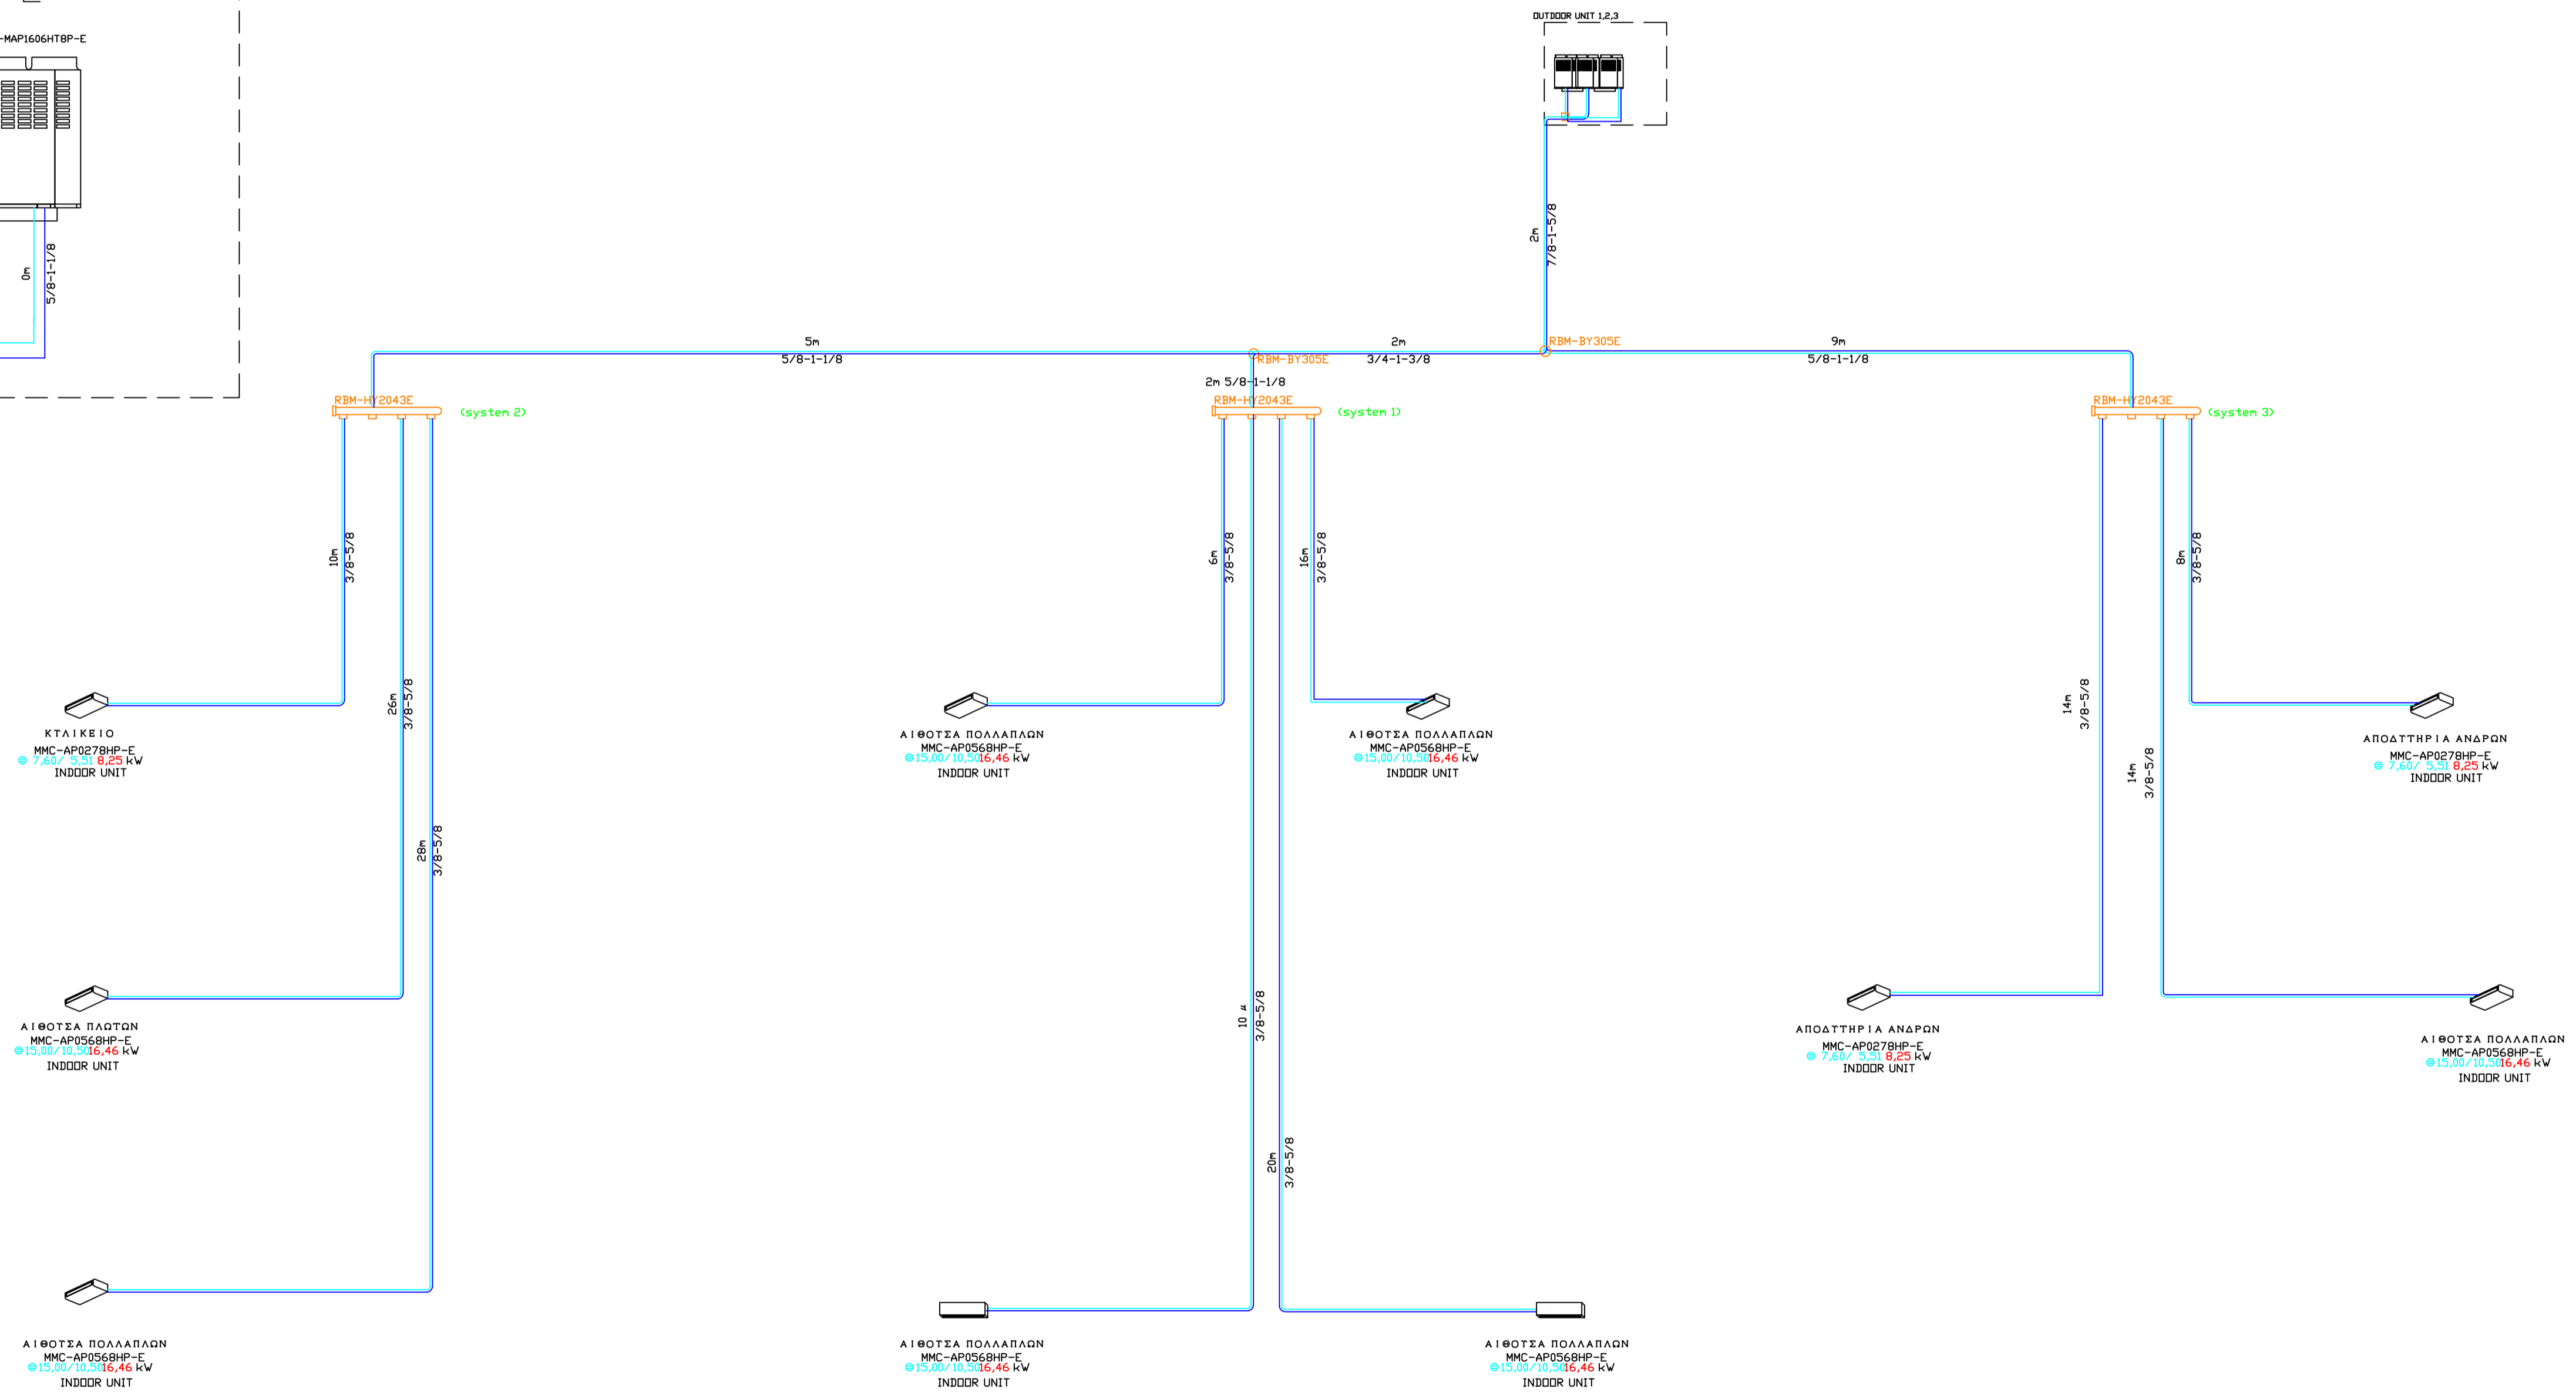 -MAP1606HT8P-E
0m
5/8-1-1/8
OUTDOOR UNIT 1,2,3
2m
7/8-1-5/8
RBM-BY305E
5m
5/8-1-1/8
2m
3/4-1-3/8
9m
5/8-1-1/8
RBM-BY305E
2m 5/8-1-1/8
RBM-HY2043E
(system 2)
RBM-HY2043E
(system 1)
RBM-HY2043E
(system 3)
10m
3/8-5/8
26m
3/8-5/8
28m
3/8-5/8
6m
3/8-5/8
16m
3/8-5/8
10 μ
3/8-5/8
20m
3/8-5/8
14m
3/8-5/8
14m
3/8-5/8
8m
3/8-5/8
ΚΤΛΙΚΕΙΟ
MMC-AP0278HP-E
7,60/ 5,51 8,25 kW
INDOOR UNIT
ΑΙΘΟΤΣΑ ΠΟΛΛΑΠΛΩΝ
MMC-AP0568HP-E
15,00/10,50 16,46 kW
INDOOR UNIT
ΑΙΘΟΤΣΑ ΠΟΛΛΑΠΛΩΝ
MMC-AP0568HP-E
15,00/10,50 16,46 kW
INDOOR UNIT
ΑΠΟΔΤΤΗΡΙΑ ΑΝΔΡΩΝ
MMC-AP0278HP-E
7,60/ 5,51 8,25 kW
INDOOR UNIT
ΑΙΘΟΤΣΑ ΠΛΩΤΩΝ
MMC-AP0568HP-E
15,00/10,50 16,46 kW
INDOOR UNIT
ΑΠΟΔΤΤΗΡΙΑ ΑΝΔΡΩΝ
MMC-AP0278HP-E
7,60/ 5,51 8,25 kW
INDOOR UNIT
ΑΙΘΟΤΣΑ ΠΟΛΛΑΠΛΩΝ
MMC-AP0568HP-E
15,00/10,50 16,46 kW
INDOOR UNIT
ΑΙΘΟΤΣΑ ΠΟΛΛΑΠΛΩΝ
MMC-AP0568HP-E
15,00/10,50 16,46 kW
INDOOR UNIT
ΑΙΘΟΤΣΑ ΠΟΛΛΑΠΛΩΝ
MMC-AP0568HP-E
15,00/10,50 16,46 kW
INDOOR UNIT
ΑΙΘΟΤΣΑ ΠΟΛΛΑΠΛΩΝ
MMC-AP0568HP-E
15,00/10,50 16,46 kW
INDOOR UNIT